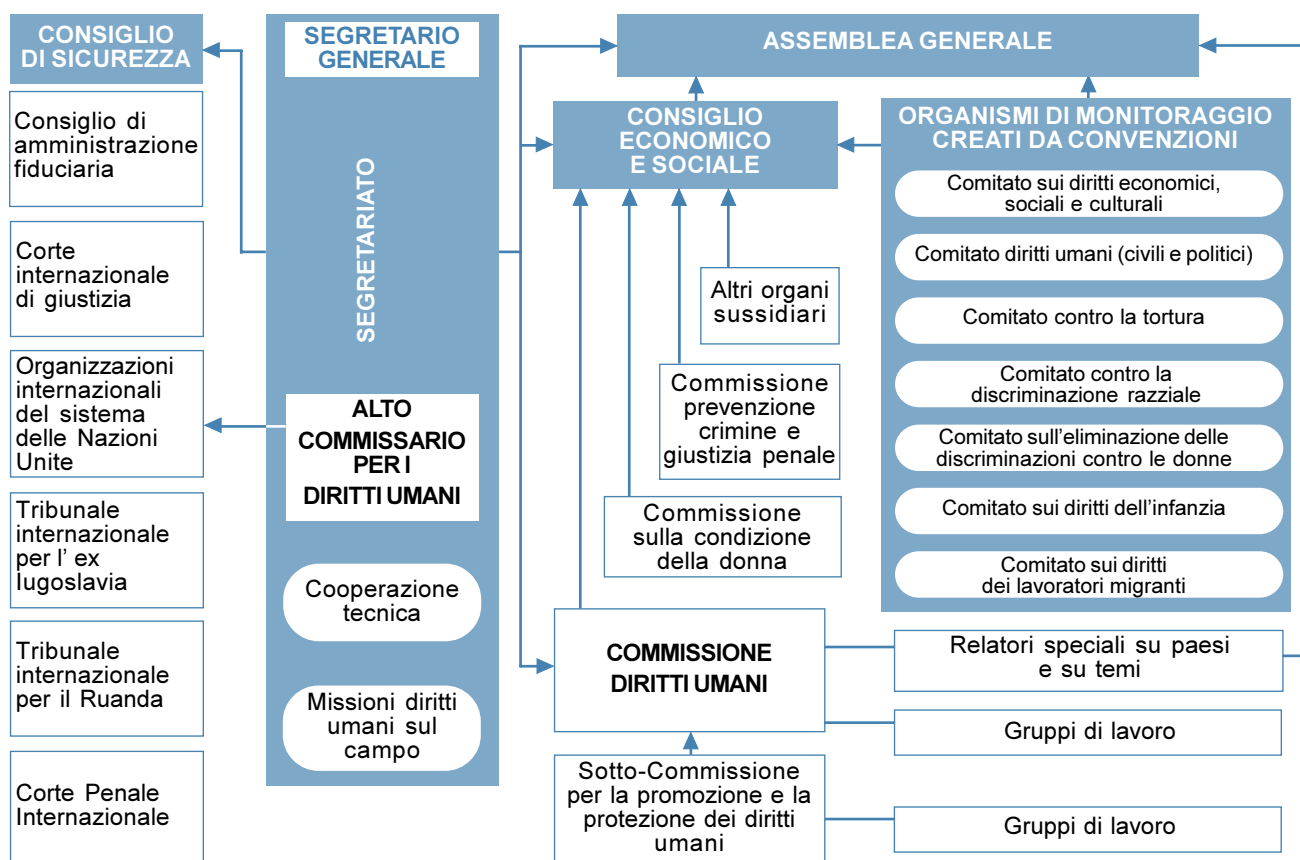 CONSIGLIO
DI SICUREZZA
Consiglio di
amministrazione
fiduciaria
Corte
internazionale
di giustizia
Organizzazioni
internazionali
del sistema
delle Nazioni
Unite
Tribunale
internazionale
per l’ ex
Iugoslavia
Tribunale
internazionale
per il Ruanda
Corte Penale
Internazionale
SEGRETARIO
GENERALE
SEGRETARIATO
ALTO
COMMISSARIO
PER I
DIRITTI UMANI
Cooperazione
tecnica
Missioni diritti
umani sul
campo
ASSEMBLEA GENERALE
CONSIGLIO
ECONOMICO
E SOCIALE
Altri organi
sussidiari
Commissione
prevenzione
crimine e
giustizia penale
Commissione
sulla condizione
della donna
COMMISSIONE
DIRITTI UMANI
Sotto-Commissione
per la promozione e la
protezione dei diritti
umani
ORGANISMI DI MONITORAGGIO
CREATI DA CONVENZIONI
Comitato sui diritti economici,
sociali e culturali
Comitato diritti umani (civili e politici)
Comitato contro la tortura
Comitato contro la
discriminazione razziale
Comitato sull’eliminazione delle
discriminazioni contro le donne
Comitato sui diritti dell’infanzia
Comitato sui diritti
dei lavoratori migranti
Relatori speciali su paesi
e su temi
Gruppi di lavoro
Gruppi di lavoro